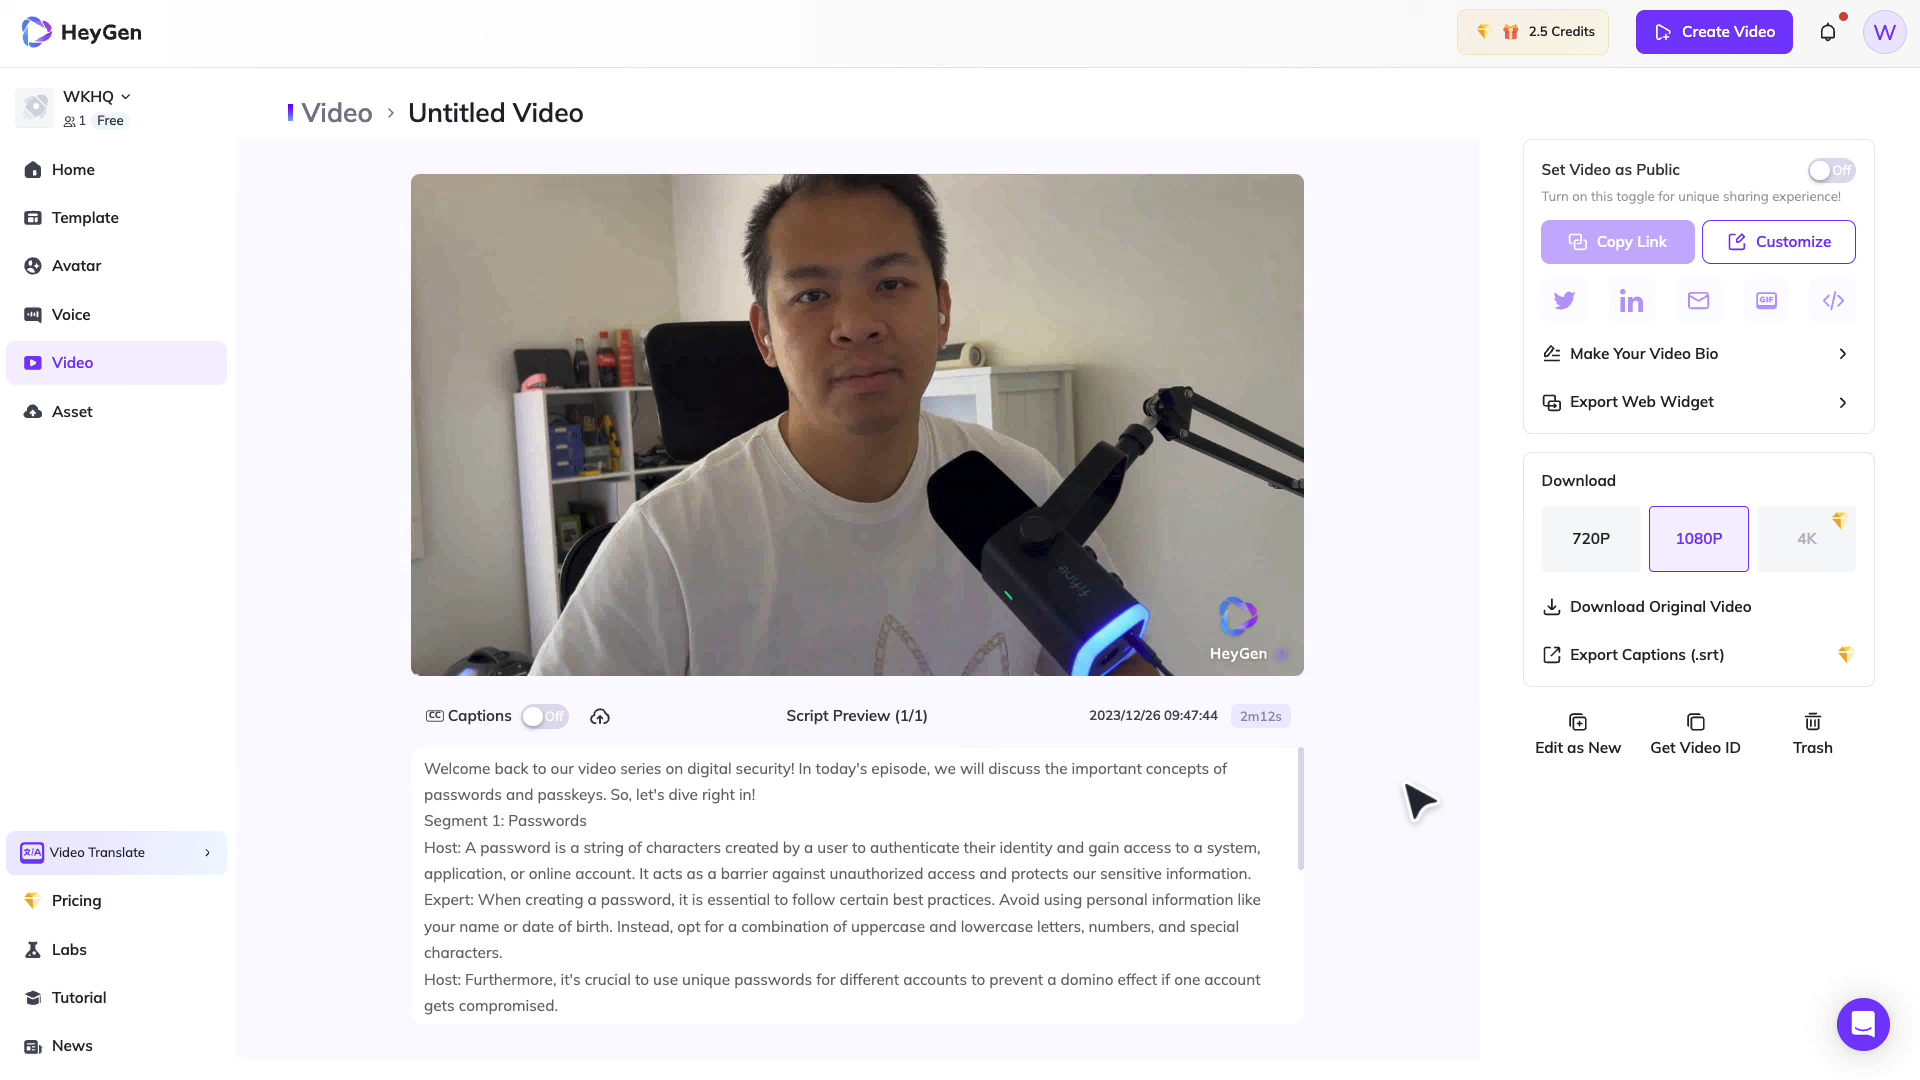 HeyGen
2.5 Credits
Create Video
W
WKHQ
1 Free
Video > Untitled Video
Home
Template
Avatar
Voice
Video
Asset
Video Translate
Pricing
Labs
Tutorial
News
fifine
HeyGen
CC Captions Off
Script Preview (1/1)
2023/12/26 09:47:44 2m12s
Welcome back to our video series on digital security! In today's episode, we will discuss the important concepts of
passwords and passkeys. So, let's dive right in!
Segment 1: Passwords
Host: A password is a string of characters created by a user to authenticate their identity and gain access to a system,
application, or online account. It acts as a barrier against unauthorized access and protects our sensitive information.
Expert: When creating a password, it is essential to follow certain best practices. Avoid using personal information like
your name or date of birth. Instead, opt for a combination of uppercase and lowercase letters, numbers, and special
characters.
Host: Furthermore, it's crucial to use unique passwords for different accounts to prevent a domino effect if one account
gets compromised.
Set Video as Public Off
Turn on this toggle for unique sharing experience!
Copy Link
Customize
GIF
Make Your Video Bio
Export Web Widget
Download
720P
1080P
4K
Download Original Video
Export Captions (.srt)
Edit as New
Get Video ID
Trash